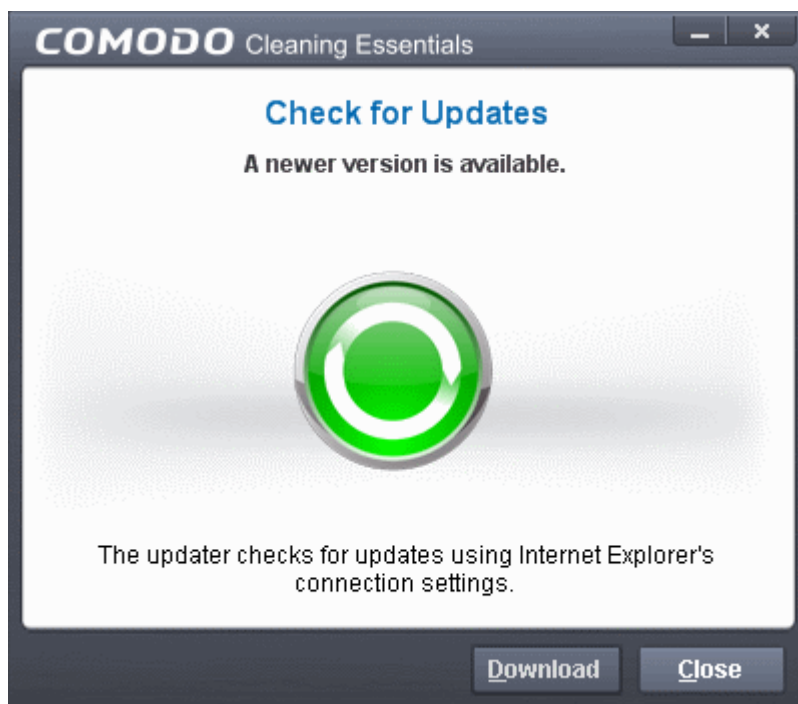 COMODO Cleaning Essentials
Check for Updates
A newer version is available.
The updater checks for updates using Internet Explorer's
connection settings.
Download
Close